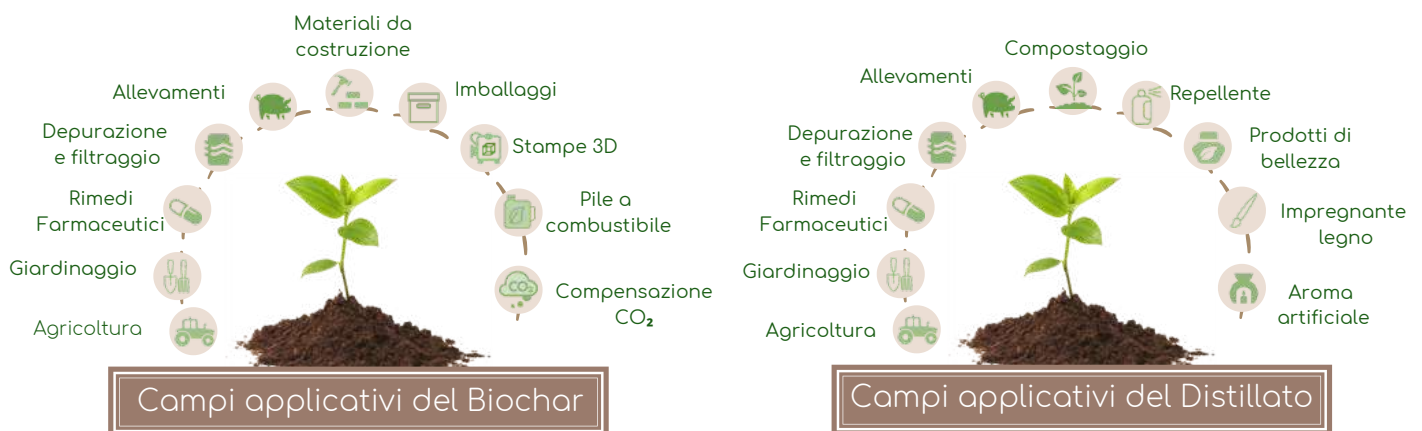 Materiali da
costruzione
Allevamenti
Imballaggi
Depurazione
e filtraggio
Stampe 3D
Rimedi
Farmaceutici
Pile a
combustibile
Giardinaggio
CO₂
Compensazione
CO₂
Agricoltura
Campi applicativi del Biochar
Compostaggio
Allevamenti
Repellente
Depurazione
e filtraggio
Prodotti di
bellezza
Rimedi
Farmaceutici
Impregnante
legno
Giardinaggio
Aroma
artificiale
Agricoltura
Campi applicativi del Distillato